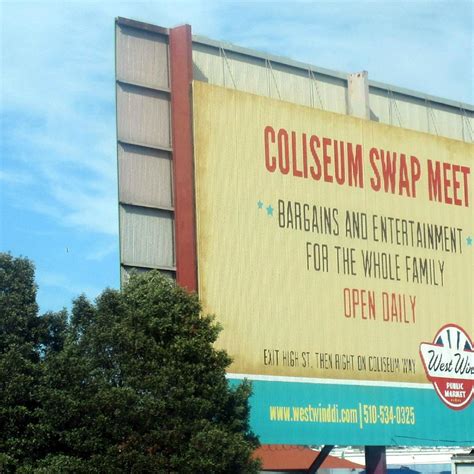 COLISEUM SWAP MEET
BARGAINS AND ENTERTAINMENT
FOR THE WHOLE FAMILY
OPEN DAILY
EXIT HIGH ST. THEN RIGHT ON COLISEUM WAY
West Win
PUBLIC
MARKET
www.westwinddi.com | 510-534-0325